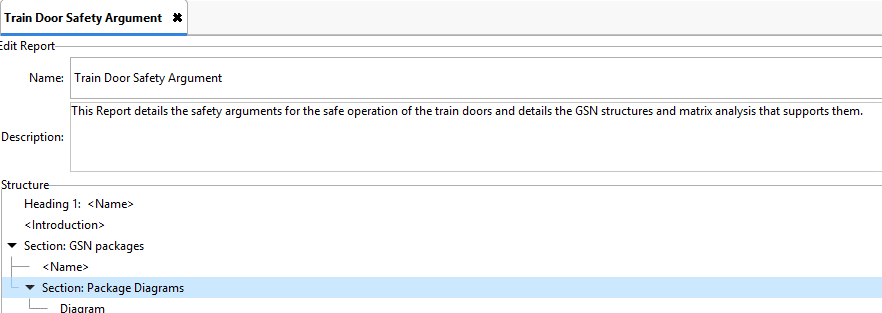 Train Door Safety Argument ✖
Edit Report
Name: Train Door Safety Argument
This Report details the safety arguments for the safe operation of the train doors and details the GSN structures and matrix analysis that supports them.
Description:
Structure
Heading 1: <Name>
<Introduction>
Section: GSN packages
<Name>
Section: Package Diagrams
Diagram